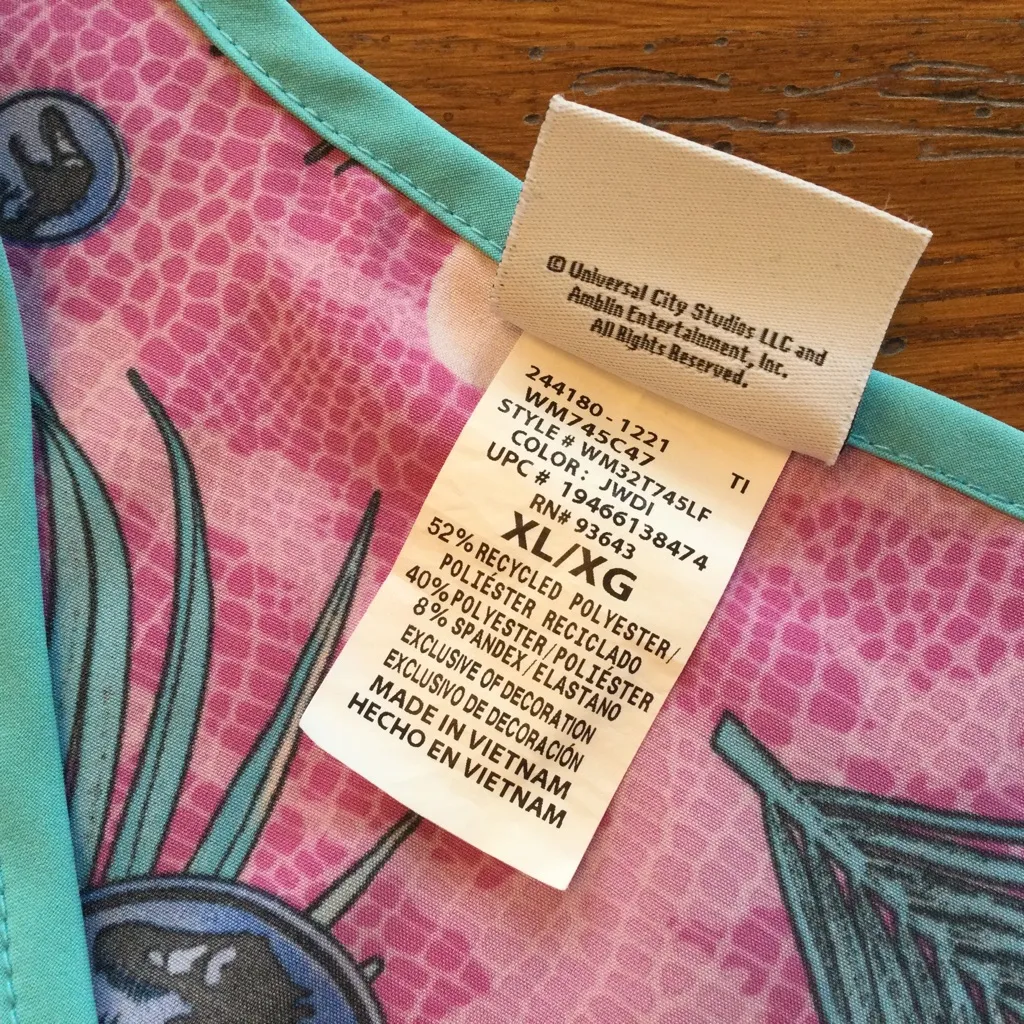 © Universal City Studios LLC and
Amblin Entertainment, Inc.
All Rights Reserved.
244180-1221
WM745C47
STYLE # WM32T745LF TI
COLOR: JWDI
UPC # 19466138474
RN# 93643
XL/XG
52% RECYCLED POLYESTER/
POLIÉSTER RECICLADO
40% POLYESTER/POLIÉSTER
8% SPANDEX/ELASTANO
EXCLUSIVE OF DECORATION
EXCLUSIVO DE DECORACIÓN
MADE IN VIETNAM
HECHO EN VIETNAM